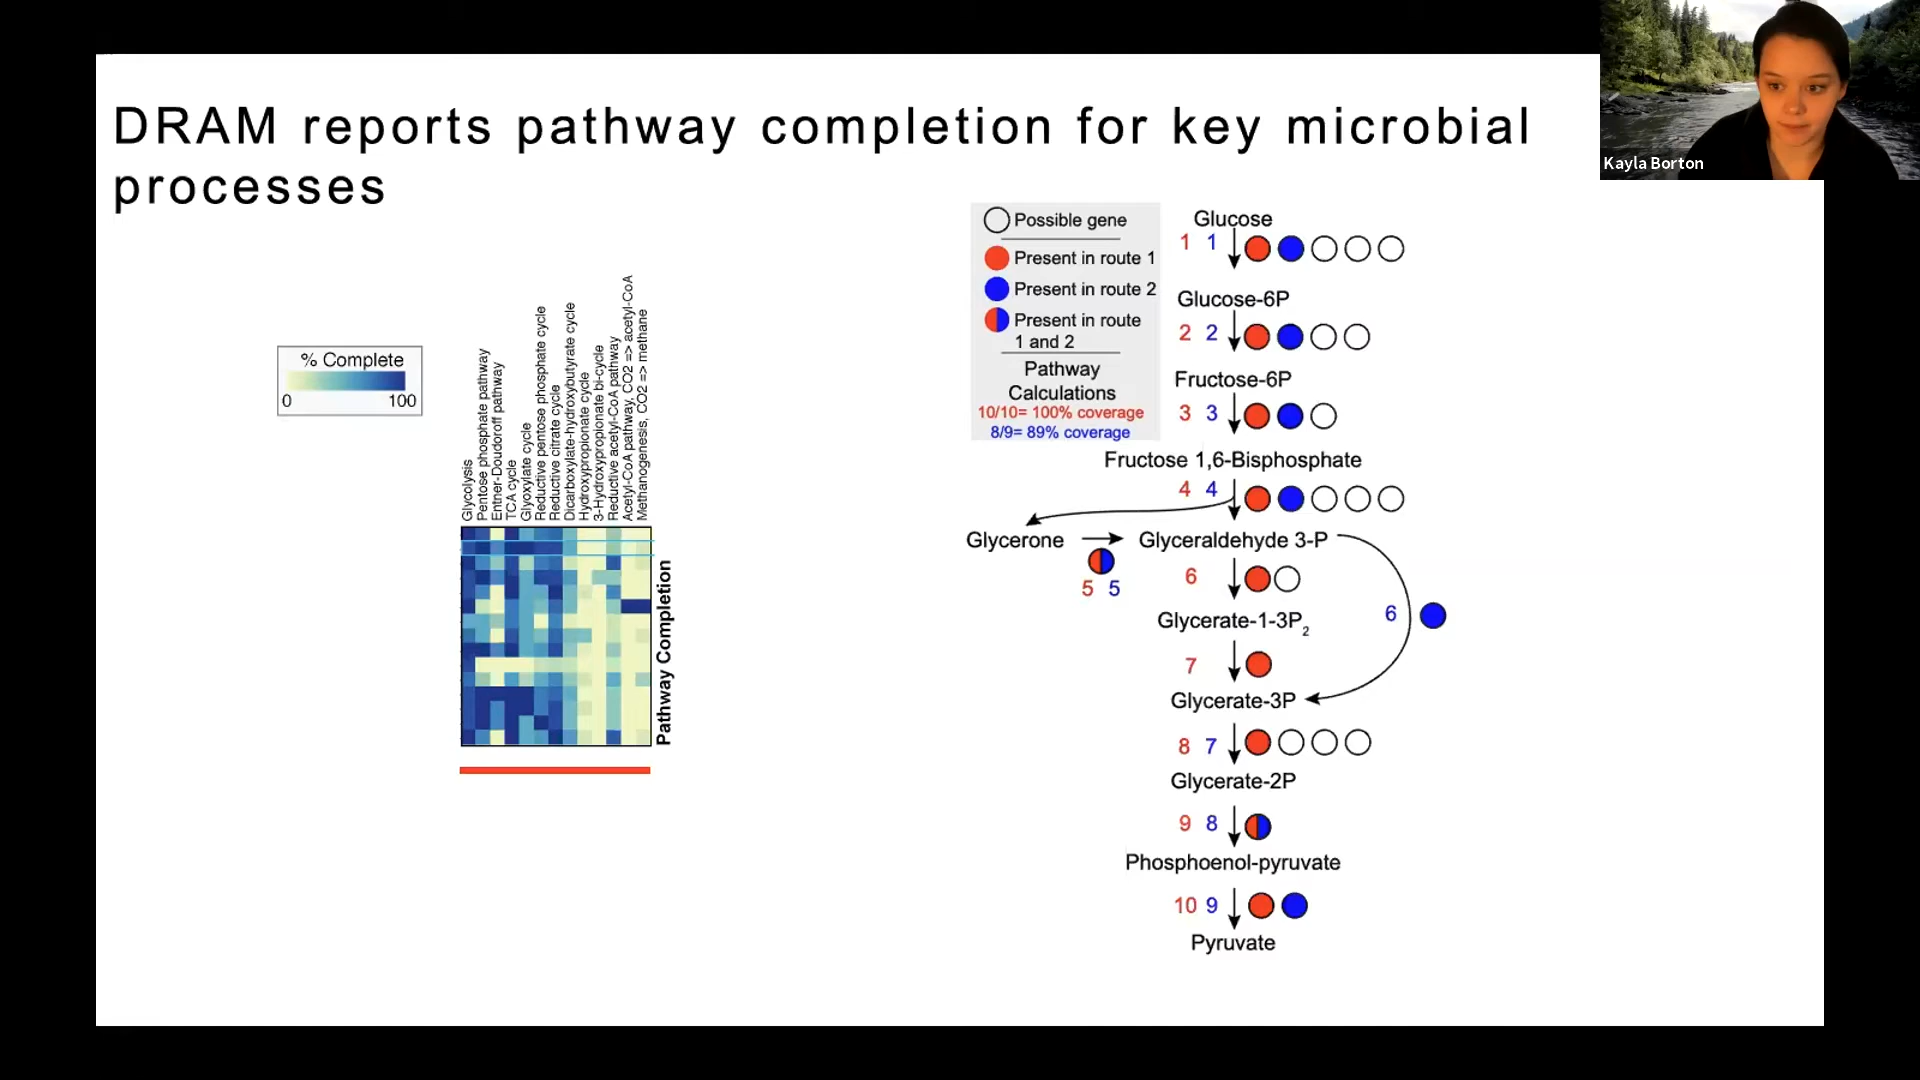 DRAM reports pathway completion for key microbial
processes
Kayla Borton
% Complete
0 100
Glycolysis
Pentose phosphate pathway
Entner-Doudoroff pathway
TCA cycle
Glyoxylate cycle
Reductive pentose phosphate cycle
Reductive citrate cycle
Dicarboxylate-hydroxybutyrate cycle
Hydroxypropionate cycle
3-Hydroxypropionate bi-cycle
Reductive acetyl-CoA pathway
Acetyl-CoA pathway, CO2 => acetyl-CoA
Methanogenesis, CO2 => methane
Pathway Completion
Possible gene
Present in route 1
Present in route 2
Present in route
1 and 2
Pathway
Calculations
10/10= 100% coverage
8/9= 89% coverage
Glucose
1 1
Glucose-6P
2 2
Fructose-6P
3 3
Fructose 1,6-Bisphosphate
4 4
Glycerone
Glyceraldehyde 3-P
5 5
6
Glycerate-1-3P2
6
7
Glycerate-3P
8 7
Glycerate-2P
9 8
Phosphoenol-pyruvate
10 9
Pyruvate